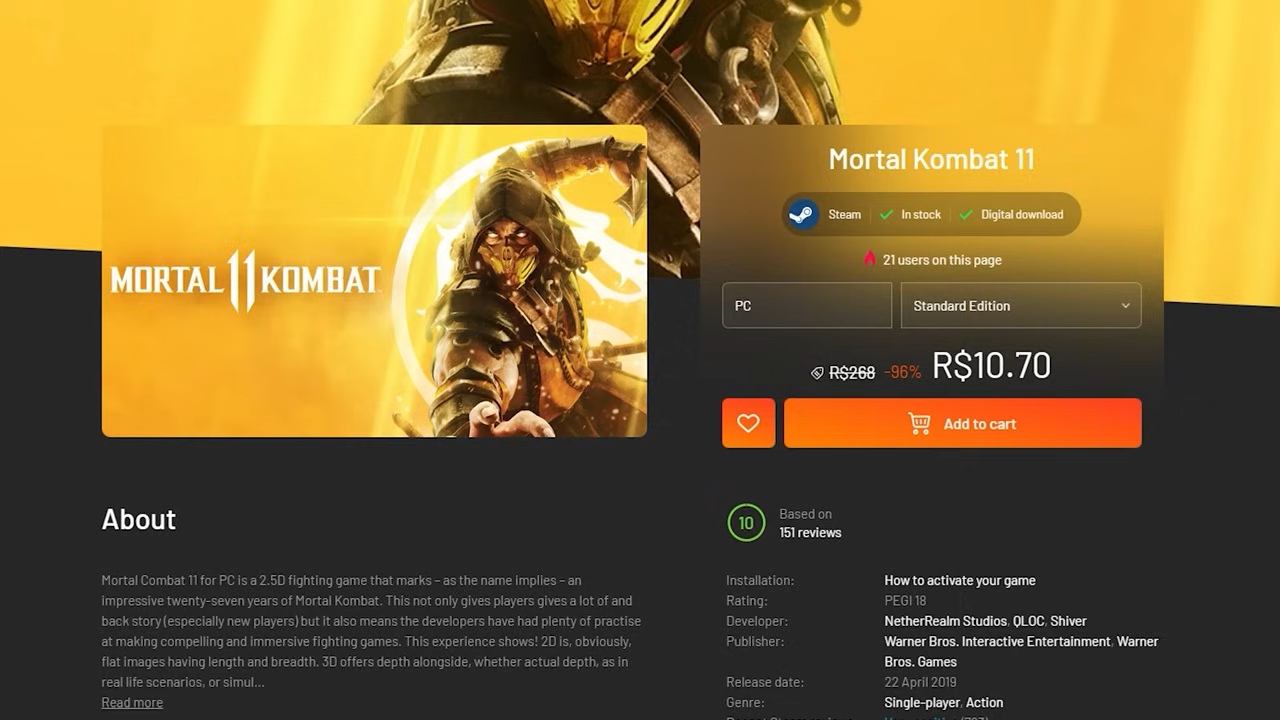 MORTAL 11 KOMBAT
Mortal Kombat 11
Steam In stock Digital download
21 users on this page
PC Standard Edition
R$268 -96% R$10.70
Add to cart
About
Mortal Combat 11 for PC is a 2.5D fighting game that marks – as the name implies – an
impressive twenty-seven years of Mortal Kombat. This not only gives players gives a lot of and
back story (especially new players) but it also means the developers have had plenty of practise
at making compelling and immersive fighting games. This experience shows! 2D is, obviously,
flat images having length and breadth. 3D offers depth alongside, whether actual depth, as in
real life scenarios, or simul...
Read more
10
Based on
151 reviews
Installation: How to activate your game
Rating: PEGI 18
Developer: NetherRealm Studios, QLOC, Shiver
Publisher: Warner Bros. Interactive Entertainment, Warner
Bros. Games
Release date: 22 April 2019
Genre: Single-player, Action